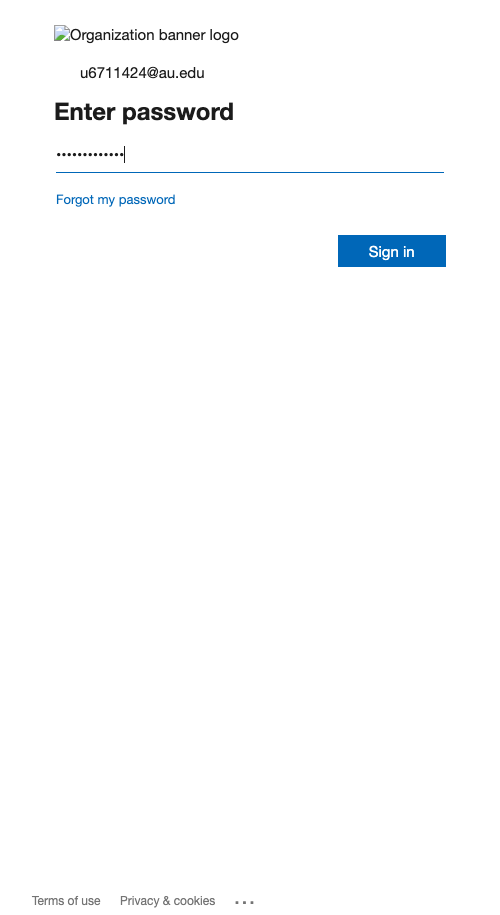 Organization banner logo
u6711424@au.edu
Enter password
•••••••••••••
Forgot my password
Sign in
Terms of use Privacy & cookies ...